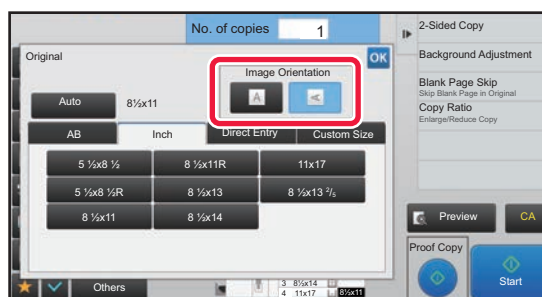 No. of copies 1
Original
OK
Image Orientation
A A
Auto 8½x11
AB Inch Direct Entry Custom Size
5 ½x8 ½ 8 ½x11R 11x17
5 ½x8 ½R 8 ½x13 8 ½x13 ²/₅
8 ½x11 8 ½x14
Others
3 8½x14
4 11x17 8½x11
2-Sided Copy
Background Adjustment
Blank Page Skip
Skip Blank Page in Original
Copy Ratio
Enlarge/Reduce Copy
Preview CA
Proof Copy
Start